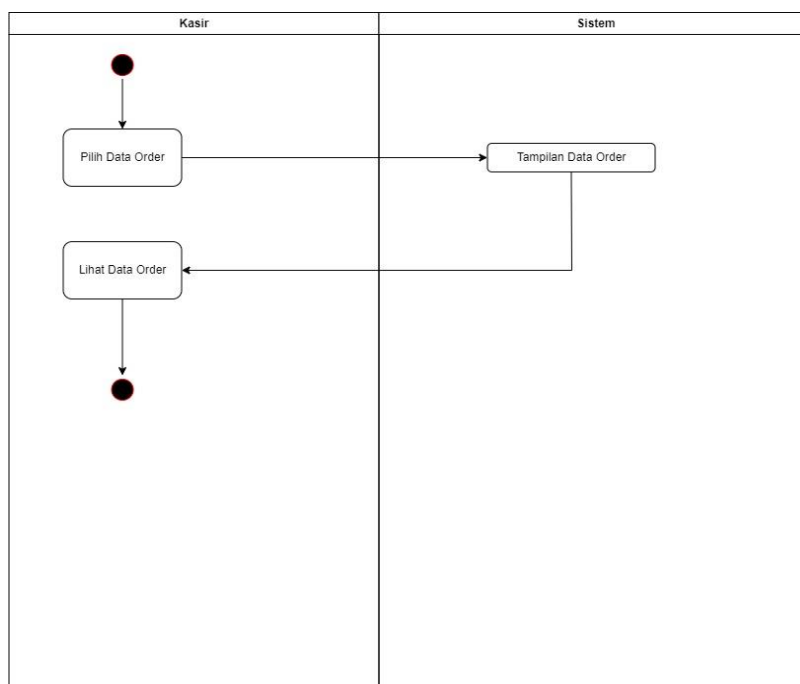 Kasir
Sistem
Pilih Data Order
Tampilan Data Order
Lihat Data Order